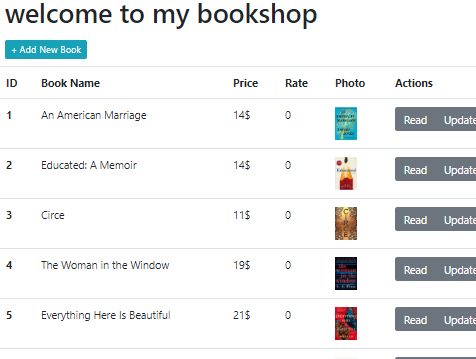 welcome to my bookshop
+ Add New Book
ID Book Name Price Rate Photo Actions
1 An American Marriage 14$ 0 Read Update
2 Educated: A Memoir 14$ 0 Read Update
3 Circe 11$ 0 Read Update
4 The Woman in the Window 19$ 0 Read Update
5 Everything Here Is Beautiful 21$ 0 Read Update